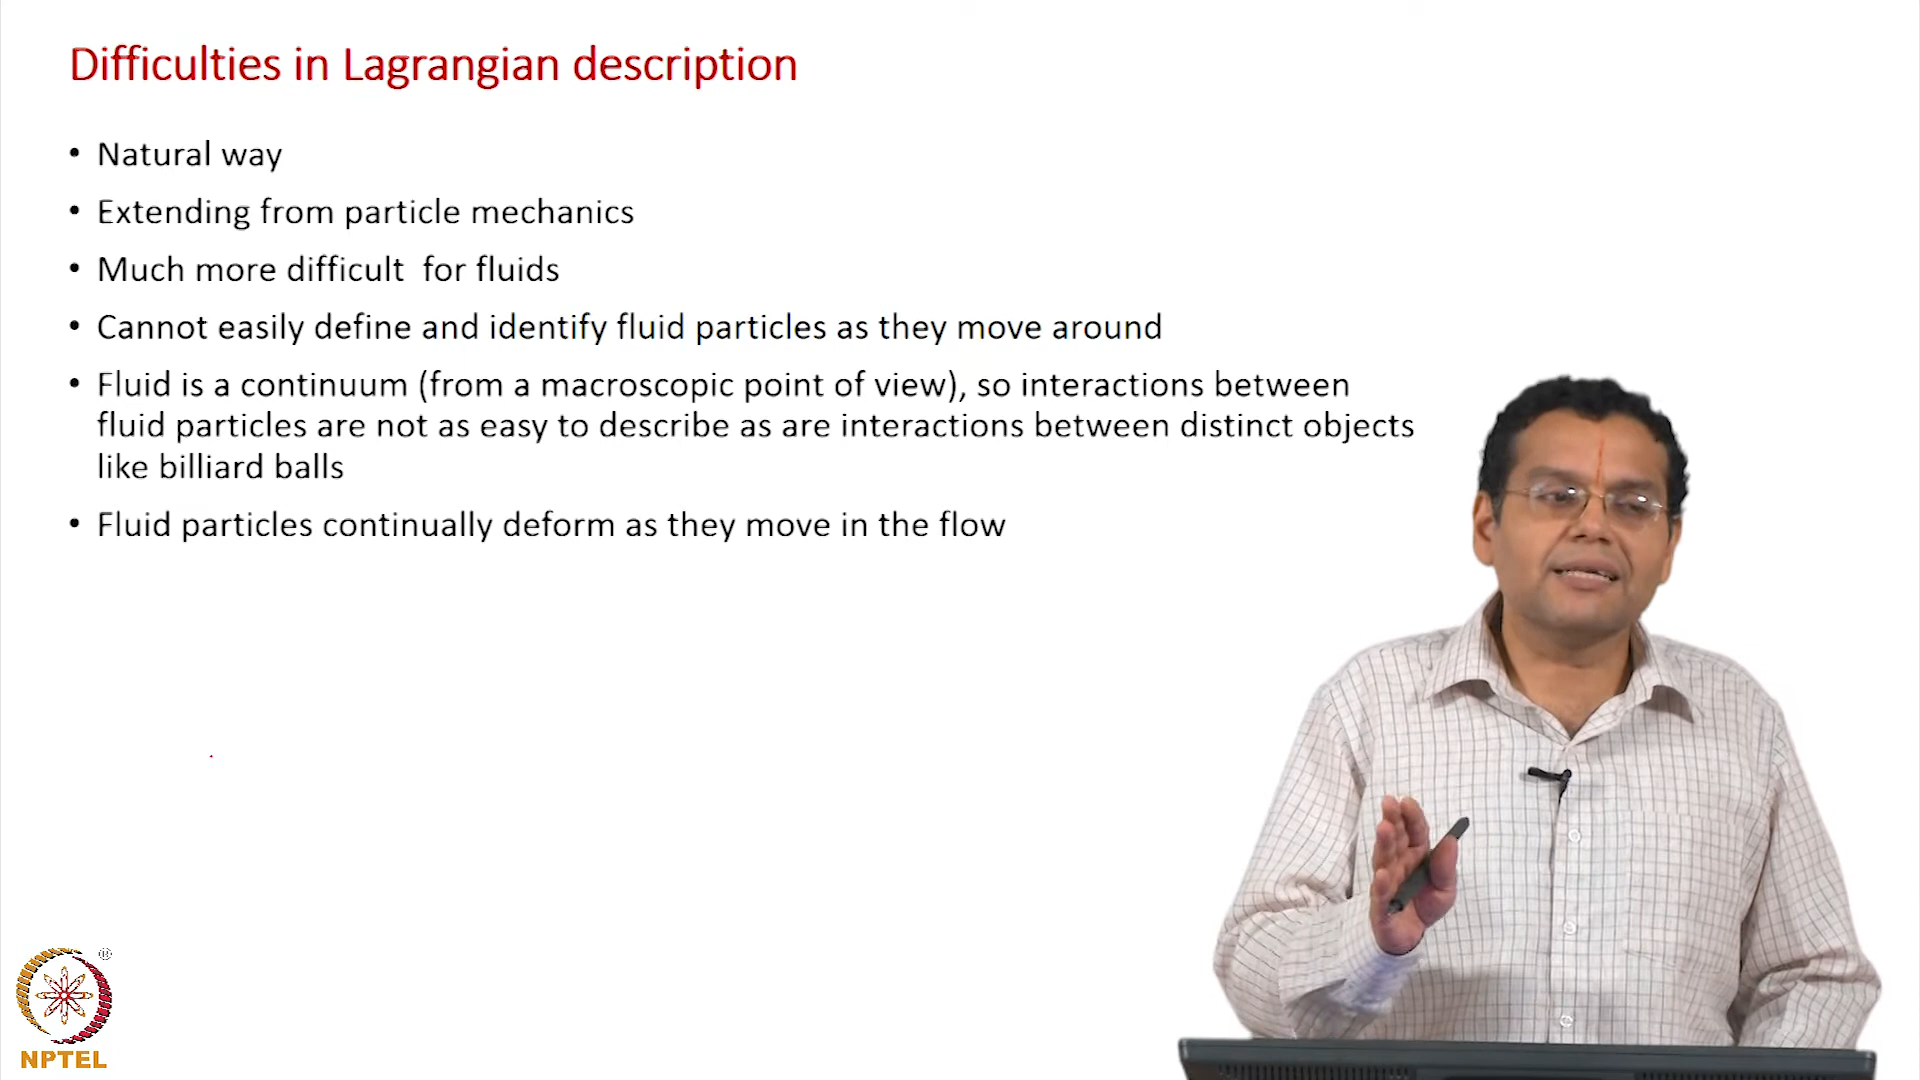 Difficulties in Lagrangian description
• Natural way
• Extending from particle mechanics
• Much more difficult for fluids
• Cannot easily define and identify fluid particles as they move around
• Fluid is a continuum (from a macroscopic point of view), so interactions between
fluid particles are not as easy to describe as are interactions between distinct objects
like billiard balls
• Fluid particles continually deform as they move in the flow
®
NPTEL